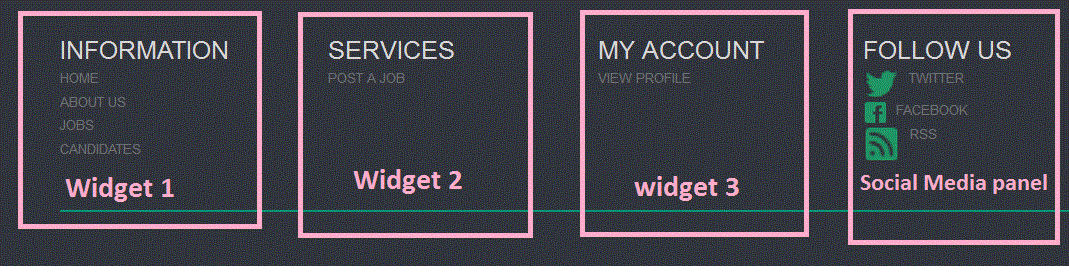 INFORMATION
HOME
ABOUT US
JOBS
CANDIDATES
Widget 1
SERVICES
POST A JOB
Widget 2
MY ACCOUNT
VIEW PROFILE
widget 3
FOLLOW US
TWITTER
FACEBOOK
RSS
Social Media panel